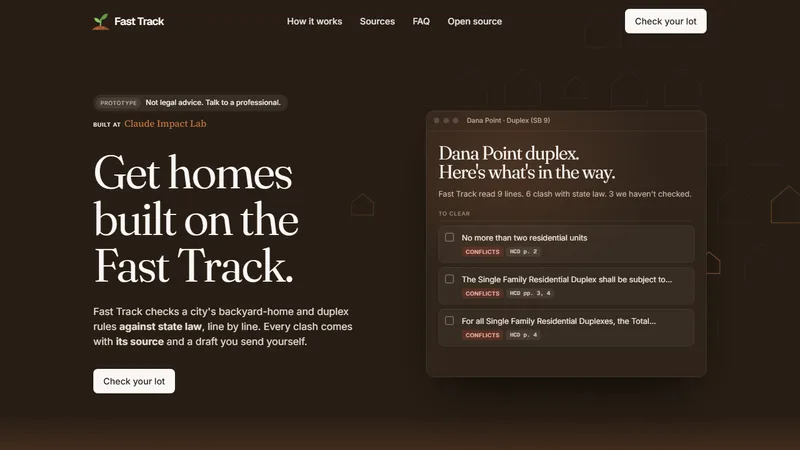 Fast Track
How it works
Sources
FAQ
Open source
Check your lot
PROTOTYPE Not legal advice. Talk to a professional.
BUILT AT Claude Impact Lab
Get homes
built on the
Fast Track.
Fast Track checks a city's backyard-home and duplex
rules against state law, line by line. Every clash comes
with its source and a draft you send yourself.
Check your lot
Dana Point · Duplex (SB 9)
Dana Point duplex.
Here's what's in the way.
Fast Track read 9 lines. 6 clash with state law. 3 we haven't checked.
TO CLEAR
No more than two residential units
CONFLICTS HCD p. 2
The Single Family Residential Duplex shall be subject to...
CONFLICTS HCD pp. 3, 4
For all Single Family Residential Duplexes, the Total...
CONFLICTS HCD p. 4